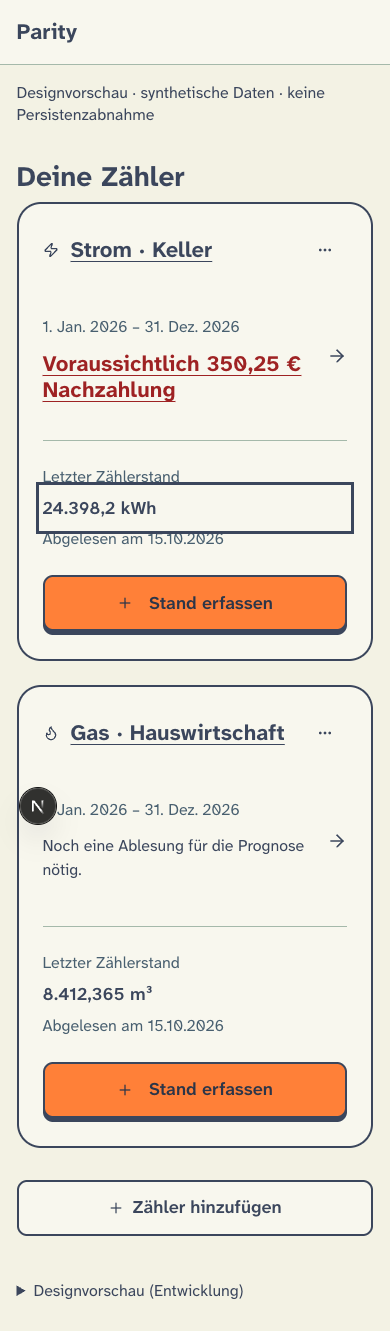 Parity
Designvorschau · synthetische Daten · keine
Persistenzabnahme
Deine Zähler
Strom · Keller
1. Jan. 2026 – 31. Dez. 2026
Voraussichtlich 350,25 €
Nachzahlung
Letzter Zählerstand
24.398,2 kWh
Abgelesen am 15.10.2026
+ Stand erfassen
Gas · Hauswirtschaft
N
Jan. 2026 – 31. Dez. 2026
Noch eine Ablesung für die Prognose
nötig.
Letzter Zählerstand
8.412,365 m³
Abgelesen am 15.10.2026
+ Stand erfassen
+ Zähler hinzufügen
Designvorschau (Entwicklung)